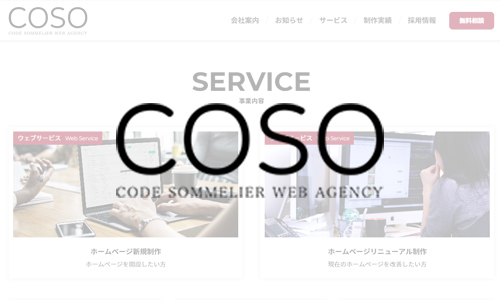 COSO
CODE SOMMELIER WEB AGENCY
会社案内 お知らせ サービス 制作実績 採用情報 無料相談
SERVICE
事業内容
COSO
CODE SOMMELIER WEB AGENCY
ウェブサービス Web Service
Web Service
ホームページ新規制作
ホームページを開設したい方
ホームページリニューアル制作
現在のホームページを改善したい方